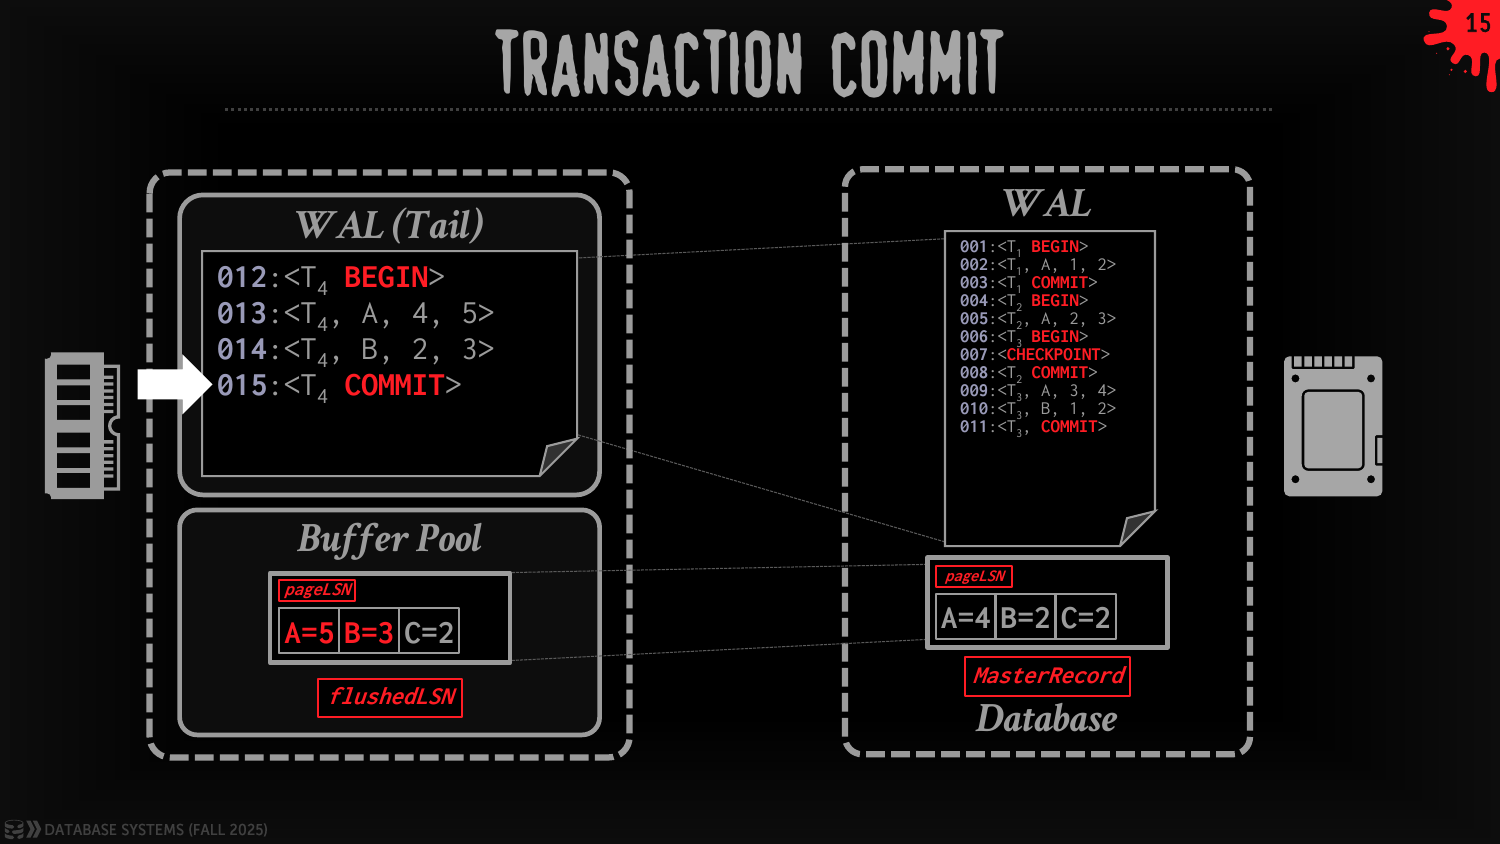 15
TRANSACTION COMMIT
WAL (Tail)
012:<T4 BEGIN>
013:<T4, A, 4, 5>
014:<T4, B, 2, 3>
015:<T4 COMMIT>
Buffer Pool
pageLSN
A=5 B=3 C=2
flushedLSN
WAL
001:<T1 BEGIN>
002:<T1, A, 1, 2>
003:<T1 COMMIT>
004:<T2 BEGIN>
005:<T2, A, 2, 3>
006:<T3 BEGIN>
007:<CHECKPOINT>
008:<T2 COMMIT>
009:<T3, A, 3, 4>
010:<T3, B, 1, 2>
011:<T3, COMMIT>
pageLSN
A=4 B=2 C=2
MasterRecord
Database
DATABASE SYSTEMS (FALL 2025)